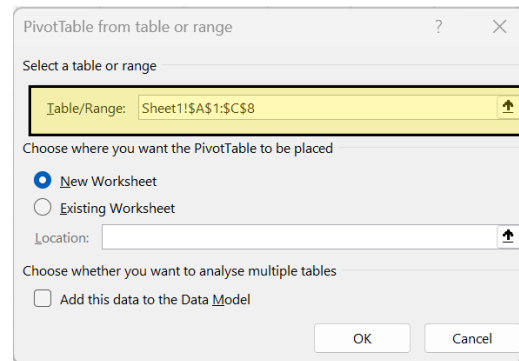 PivotTable from table or range ? ×
Select a table or range
Table/Range: Sheet1!$A$1:$C$8
Choose where you want the PivotTable to be placed
New Worksheet
Existing Worksheet
Location:
Choose whether you want to analyse multiple tables
Add this data to the Data Model
OK Cancel